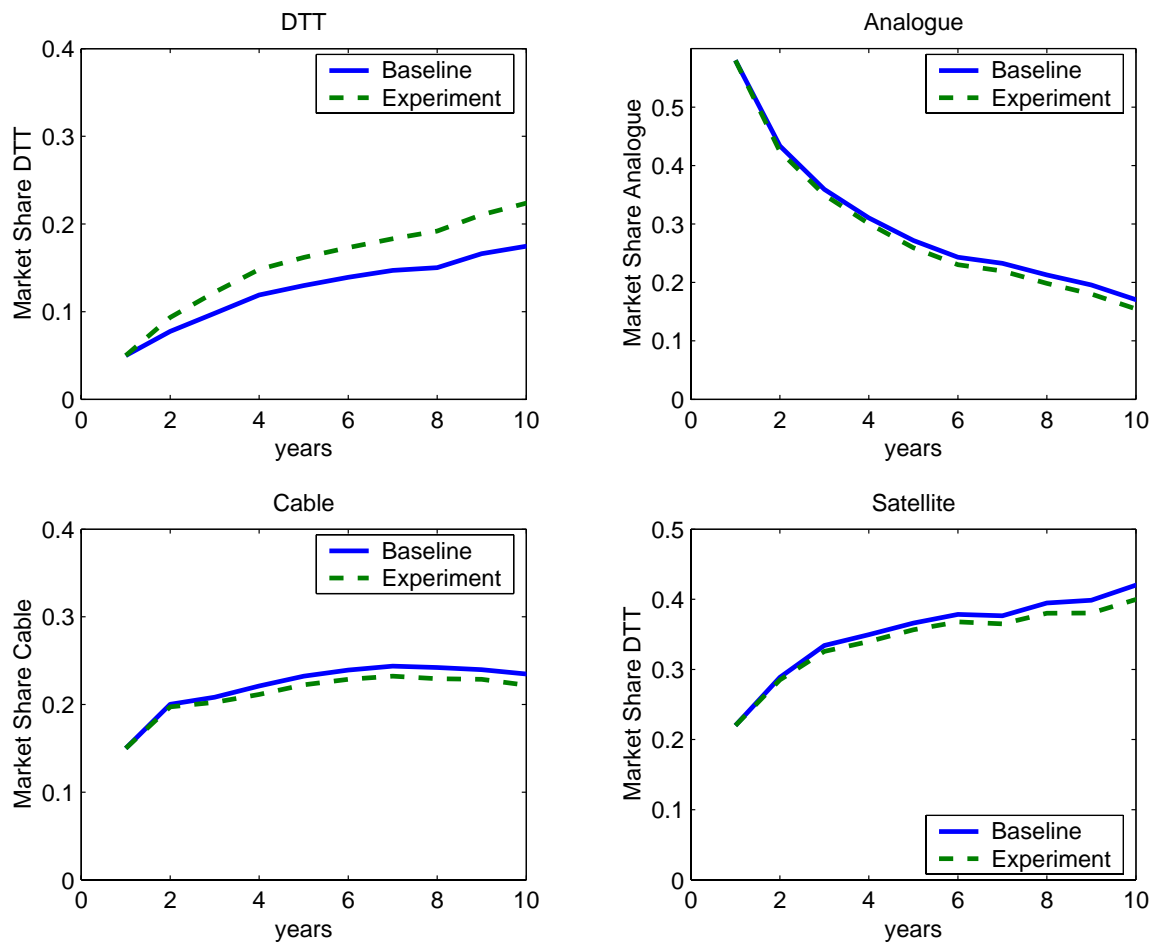 DTT
0.4
0.3
0.2
0.1
0
Market Share DTT
Baseline
Experiment
0 2 4 6 8 10
years
Analogue
0.5
0.4
0.3
0.2
0.1
0
Market Share Analogue
Baseline
Experiment
0 2 4 6 8 10
years
Cable
0.4
0.3
0.2
0.1
0
Market Share Cable
Baseline
Experiment
0 2 4 6 8 10
years
Satellite
0.5
0.4
0.3
0.2
0.1
0
Market Share DTT
Baseline
Experiment
0 2 4 6 8 10
years